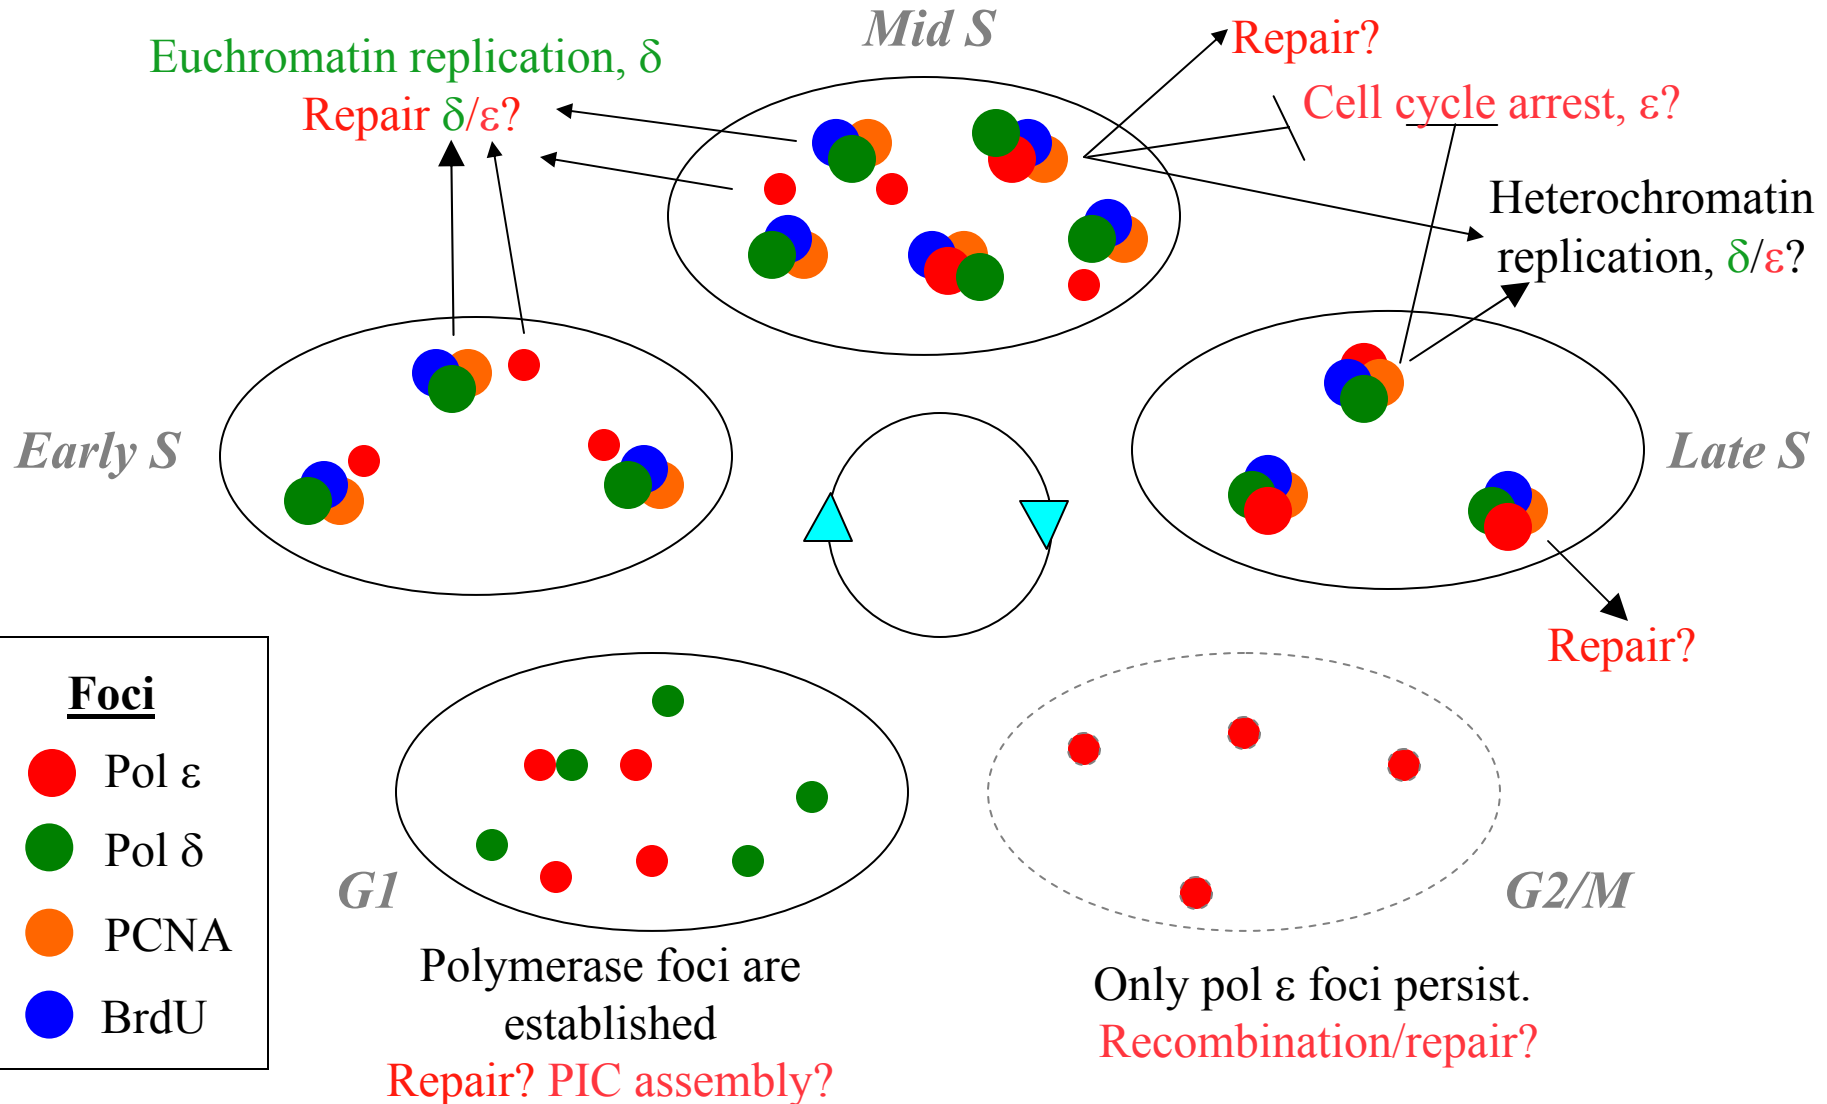 Mid S
Euchromatin replication, δ
Repair δ/ε?
Repair?
Cell cycle arrest, ε?
Heterochromatin
replication, δ/ε?
Early S
Late S
Repair?
Foci
Pol ε
Pol δ
PCNA
BrdU
G1
G2/M
Polymerase foci are
established
Repair? PIC assembly?
Only pol ε foci persist.
Recombination/repair?